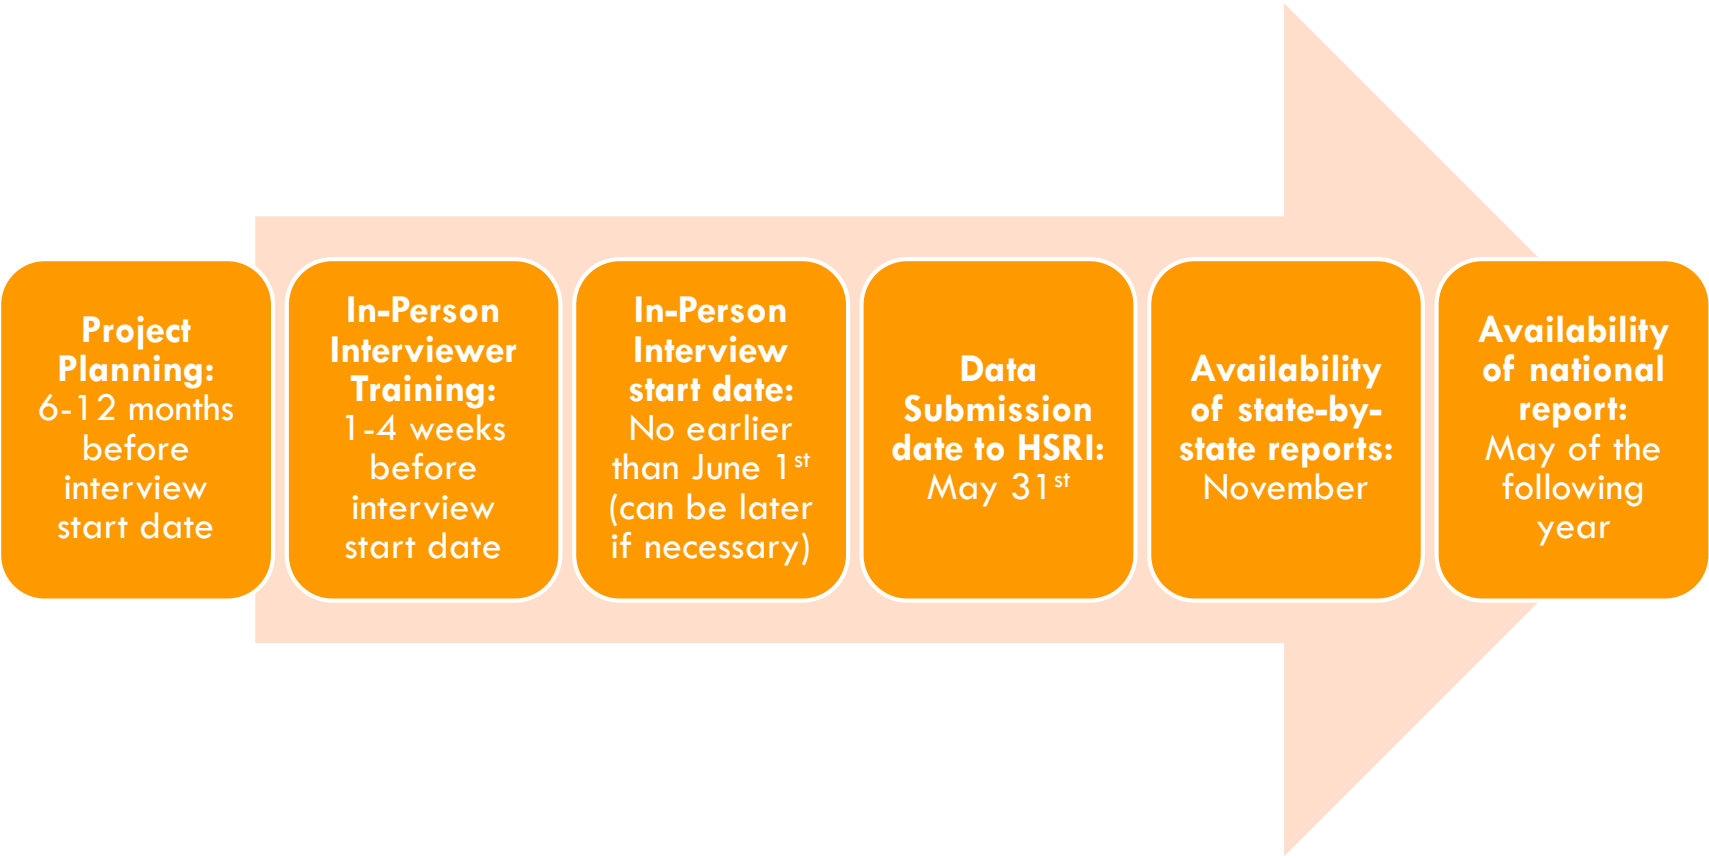 Project
Planning:
6-12 months
before
interview
start date
In-Person
Interviewer
Training:
1-4 weeks
before
interview
start date
In-Person
Interview
start date:
No earlier
than June 1st
(can be later
if necessary)
Data
Submission
date to HSRI:
May 31st
Availability
of state-by-
state reports:
November
Availability
of national
report:
May of the
following
year